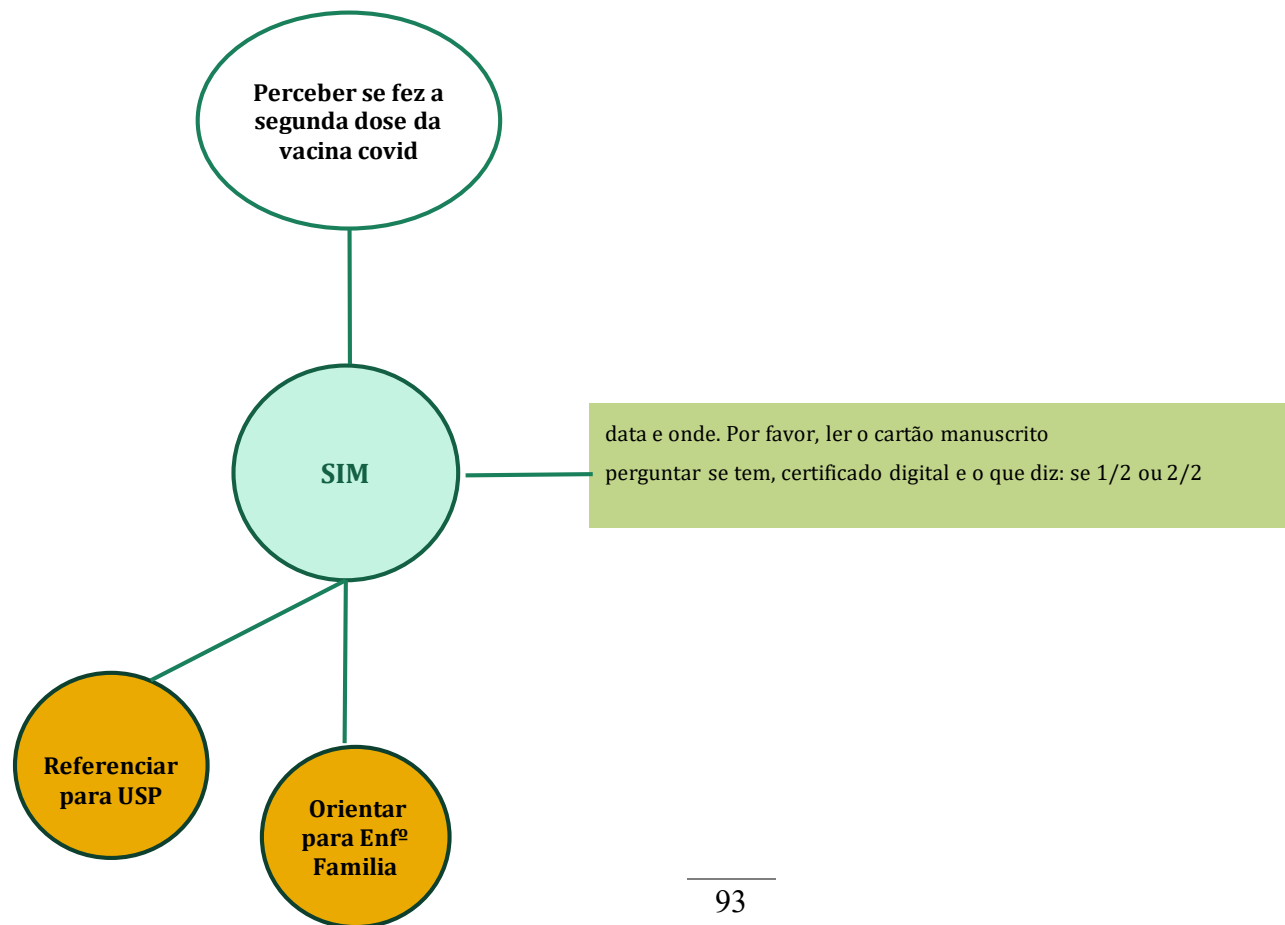 Perceber se fez a
segunda dose da
vacina covid
SIM
data e onde. Por favor, ler o cartão manuscrito
perguntar se tem, certificado digital e o que diz: se 1/2 ou 2/2
Referenciar
para USP
Orientar
para Enfº
Familia
93